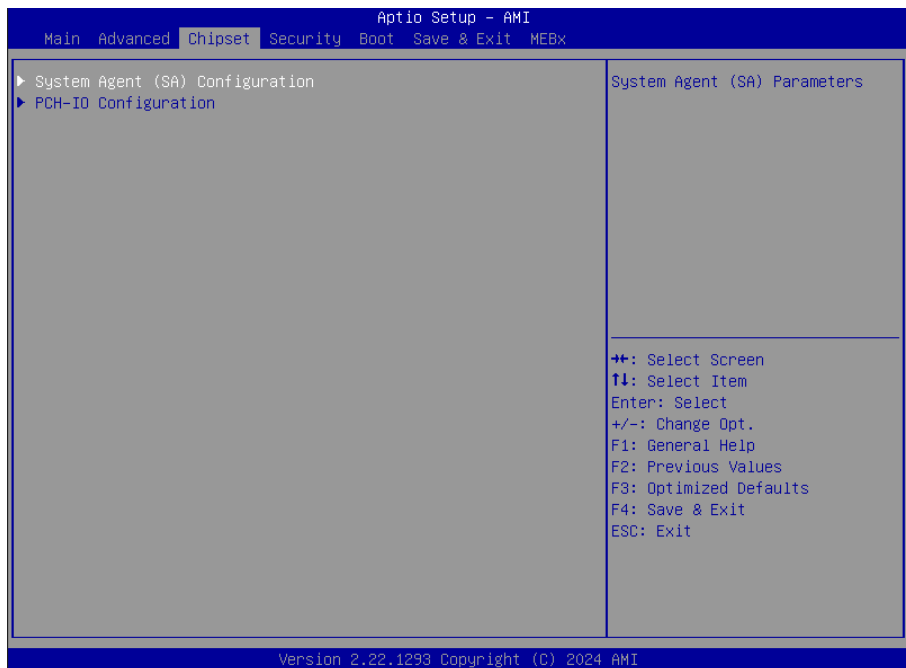 Aptio Setup – AMI
Main Advanced Chipset Security Boot Save & Exit MEBx
▶ System Agent (SA) Configuration
▶ PCH-IO Configuration
System Agent (SA) Parameters
→←: Select Screen
↑↓: Select Item
Enter: Select
+/-: Change Opt.
F1: General Help
F2: Previous Values
F3: Optimized Defaults
F4: Save & Exit
ESC: Exit
Version 2.22.1293 Copyright (C) 2024 AMI